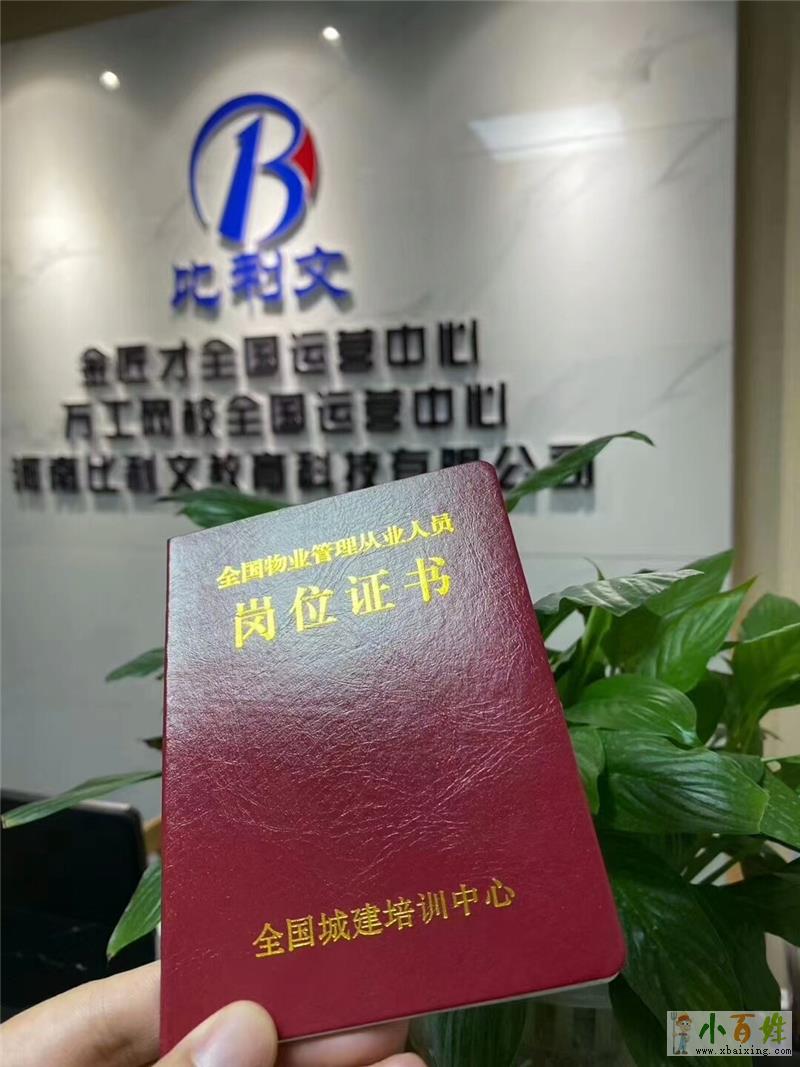 B
比利文
金匠才全国运营中心
万工网校全国运营中心
河南比利文教育科技有限公司
全国物业管理从业人员
岗位证书
全国城建培训中心
小百姓
www.xbaixing.com